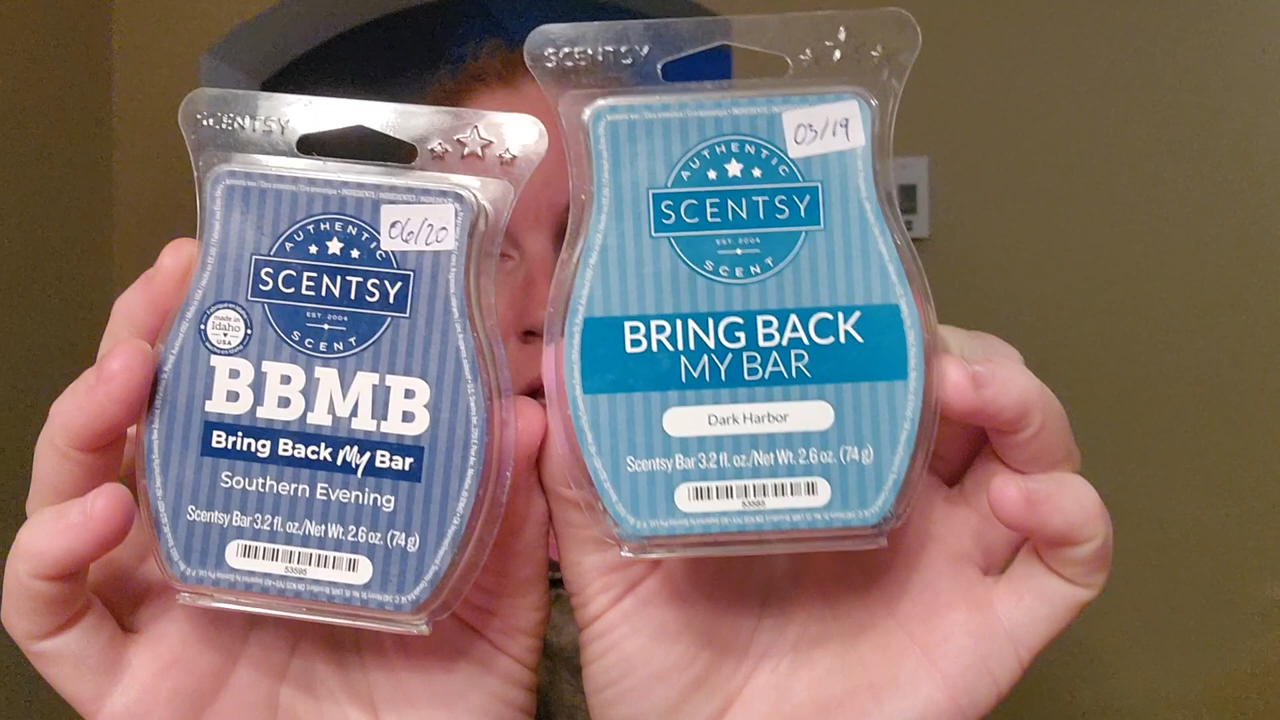 SCENTSY
06/20
AUTHENTIC
SCENTSY
EST. 2004
SCENT
made in
Idaho
USA
BBMB
Bring Back My Bar
Southern Evening
Scentsy Bar 3.2 fl. oz./Net Wt. 2.6 oz. (74 g)
53595
SCENTSY
03/19
AUTHENTIC
SCENTSY
EST. 2004
SCENT
BRING BACK
MY BAR
Dark Harbor
Scentsy Bar 3.2 fl. oz./Net Wt. 2.6 oz. (74 g)
53595